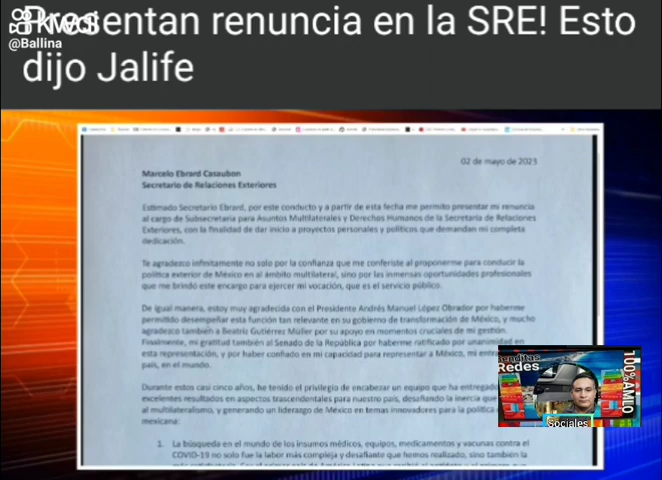 Presentan renuncia en la SRE! Esto
dijo Jalife
kwai
@Ballina
02 de mayo de 2023
Marcelo Ebrard Casaubon
Secretario de Relaciones Exteriores
Estimado Secretario Ebrard, por este conducto y a partir de esta fecha me permito presentar mi renuncia
al cargo de Subsecretaria para Asuntos Multilaterales y Derechos Humanos de la Secretaría de Relaciones
Exteriores, con la finalidad de dar inicio a proyectos personales y políticos que demandan mi completa
dedicación.
Te agradezco infinitamente no solo por la confianza que me conferiste al proponerme para conducir la
política exterior de México en al ámbito multilateral, sino por las inmensas oportunidades profesionales
que me brindó este encargo para ejercer mi vocación, que es el servicio público.
De igual manera, estoy muy agradecida con el Presidente Andrés Manuel López Obrador por haberme
permitido desempeñar esta función tan relevante en su gobierno de transformación de México, y mucho
agradezco también a Beatriz Gutiérrez Müller por su apoyo en momentos cruciales de mi gestión.
Finalmente, mi gratitud también al Senado de la República por haberme ratificado por unanimidad en
esta representación, y por haber confiado en mi capacidad para representar a México, mi
país, en el mundo.
Durante estos casi cinco años, he tenido el privilegio de encabezar un equipo que ha
excelentes resultados en aspectos trascendentales para nuestro país, desafiando la inercia
al multilateralismo, y generando un liderazgo de México en temas innovadores para la política
mexicana:
1. La búsqueda en el mundo de los insumos médicos, equipos, medicamentos y vacunas contra el
COVID-19 no solo fue la labor más compleja y desafiante que hemos realizado, sino también la
Benditas
Redes
Sociales
100%AMLO